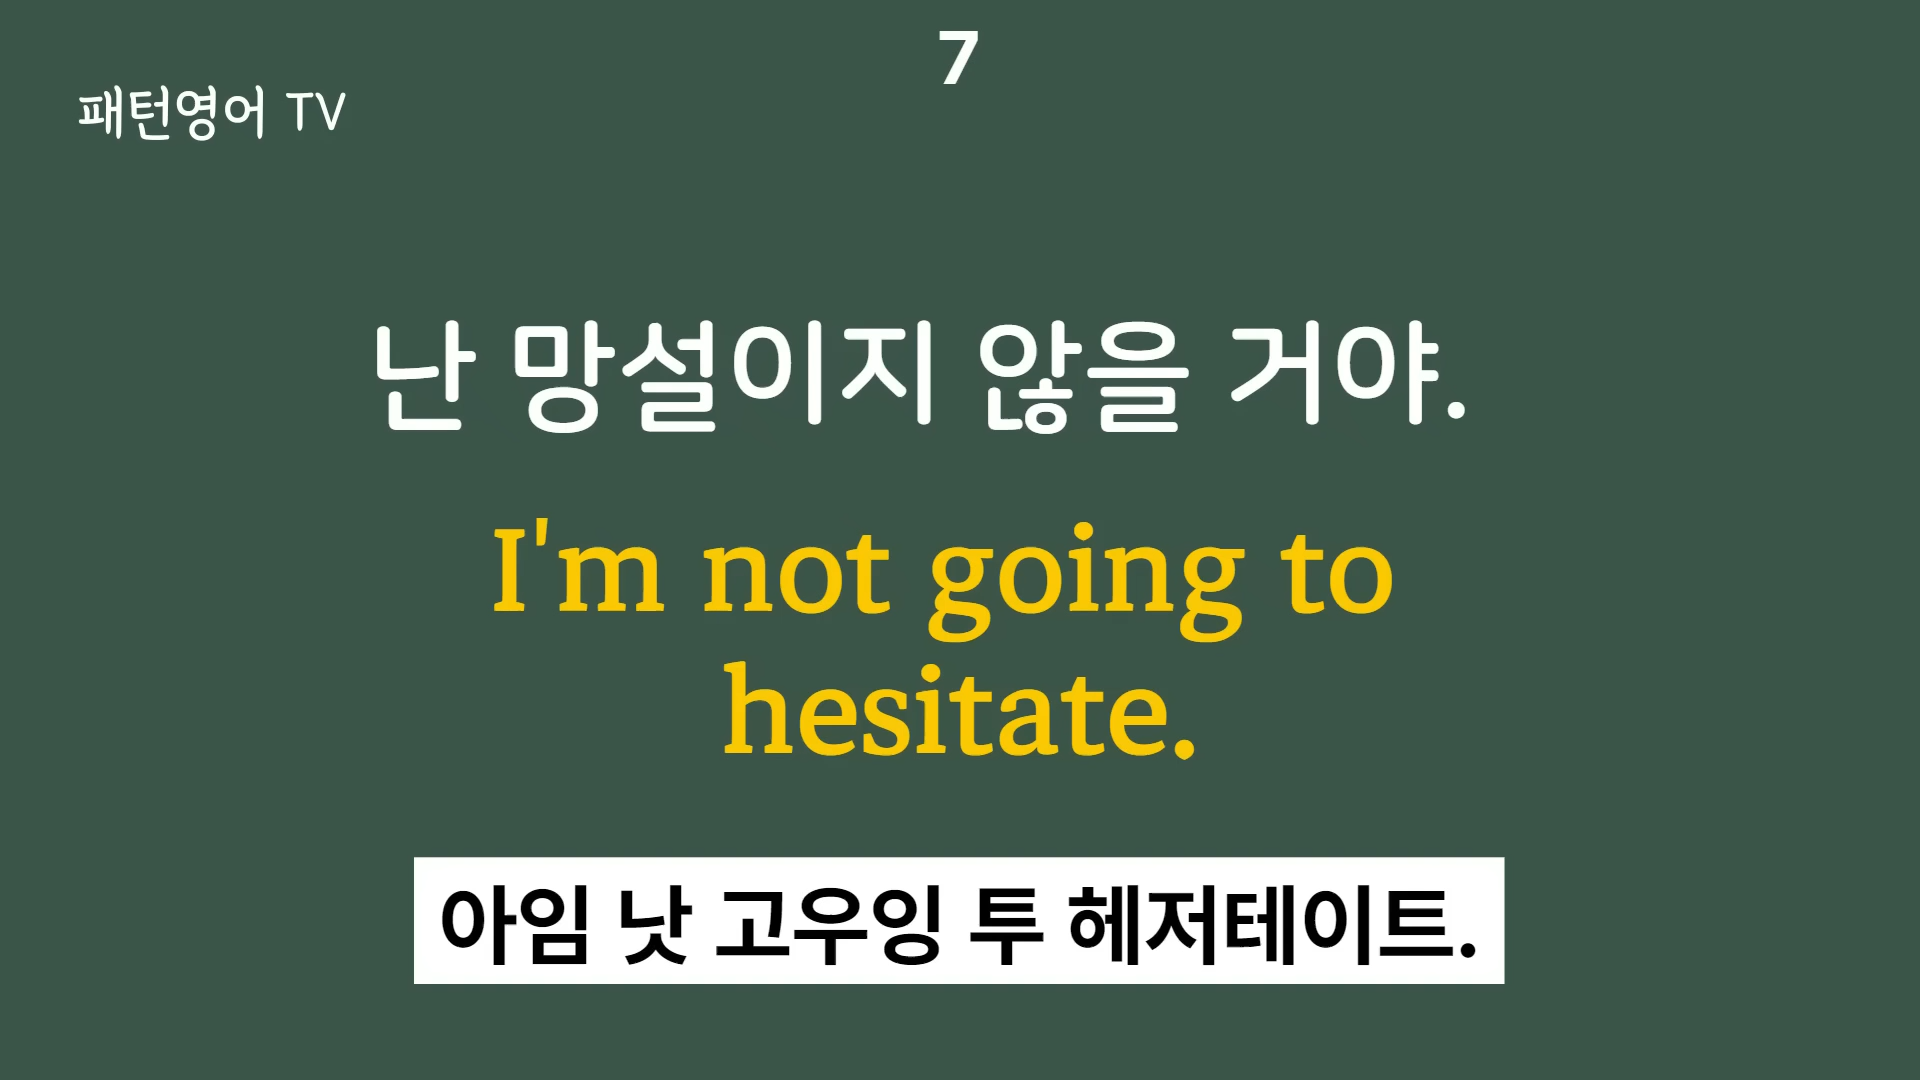 7
패턴영어 TV
난 망설이지 않을 거야.
I'm not going to
hesitate.
아임 낫 고우잉 투 헤저테이트.